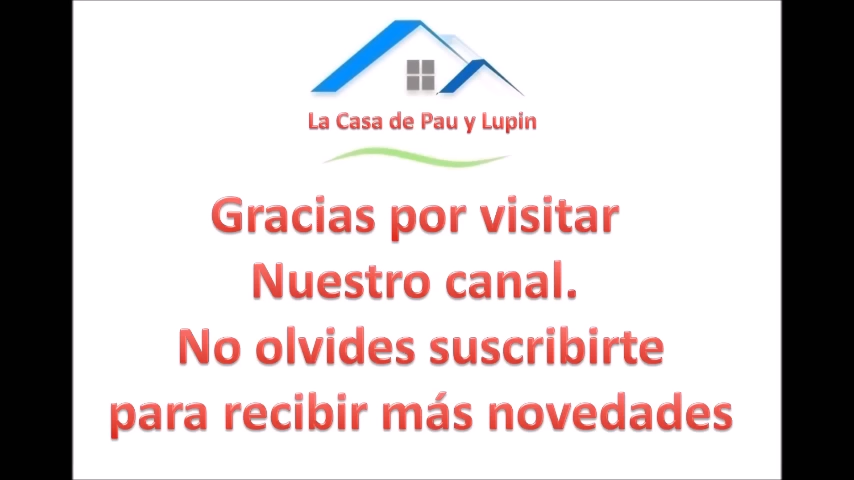 La Casa de Pau y Lupin
Gracias por visitar
Nuestro canal.
No olvides suscribirte
para recibir más novedades